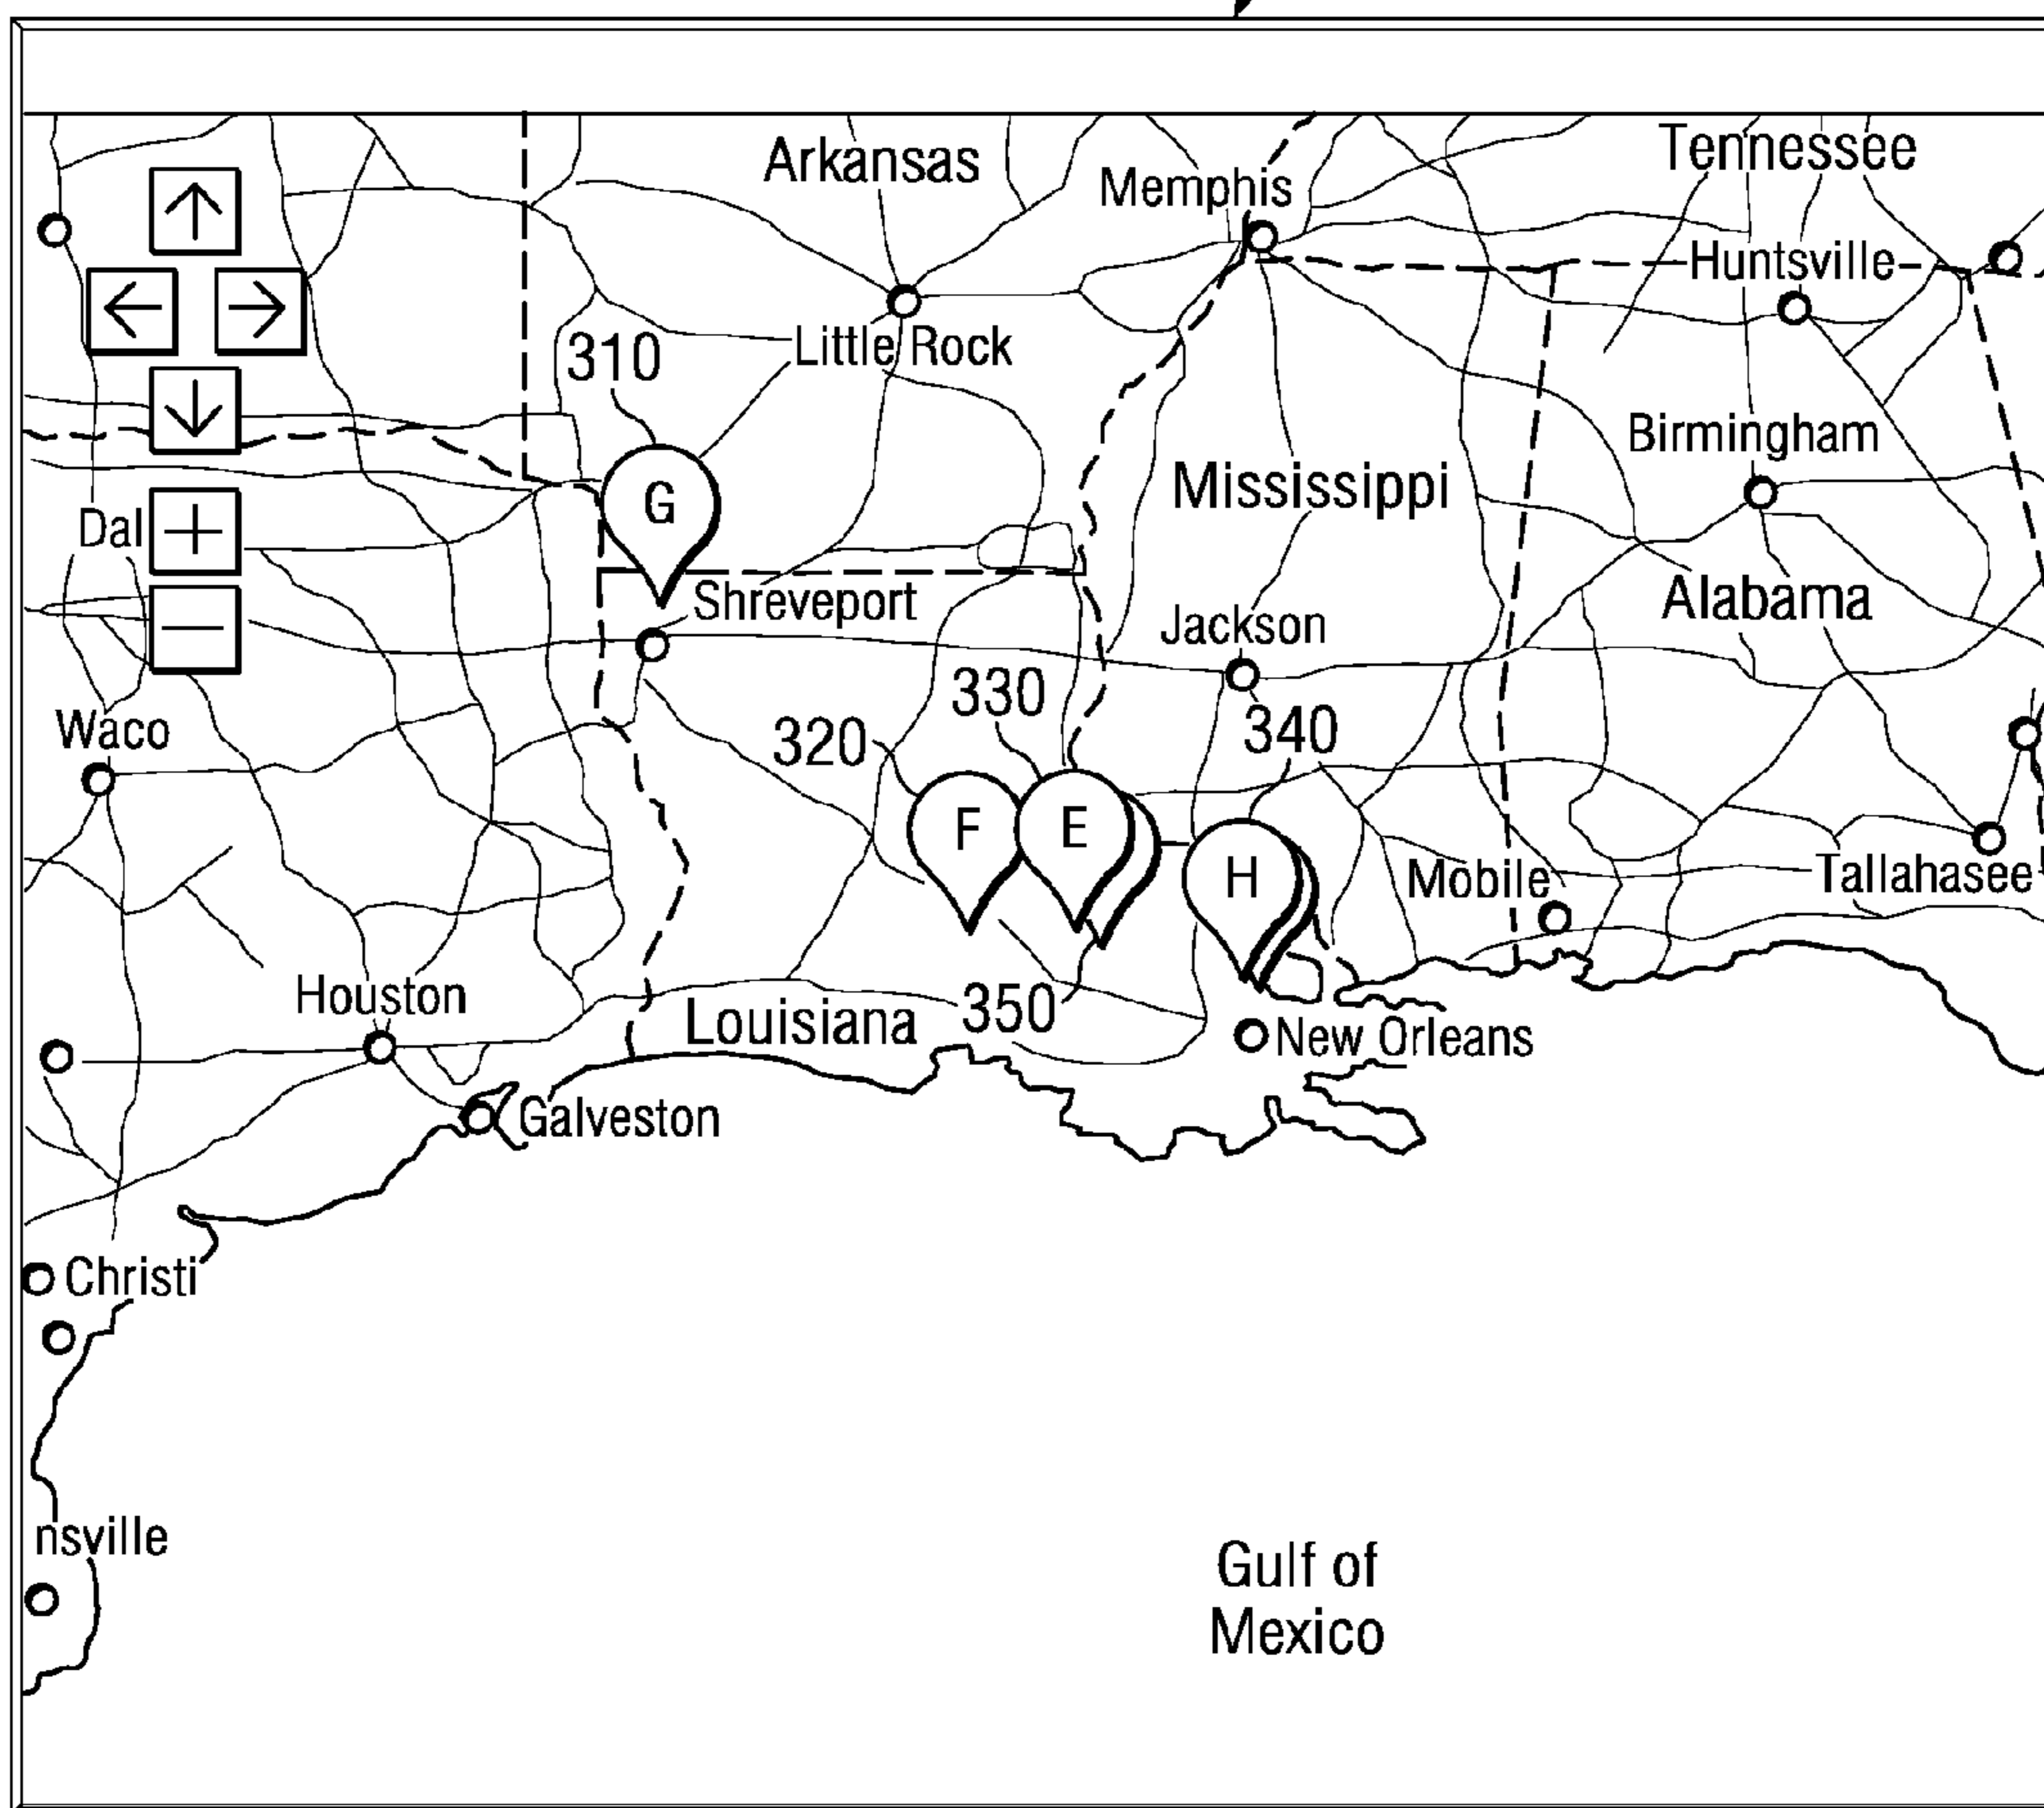 Arkansas
Tennessee
Memphis
Huntsville
310
Little Rock
Birmingham
G
Mississippi
Dal
Shreveport
Alabama
Jackson
330
Waco
320
340
F
E
H
Mobile
Tallahasee
Houston
Louisiana
350
New Orleans
Galveston
Christi
nsville
Gulf of
Mexico